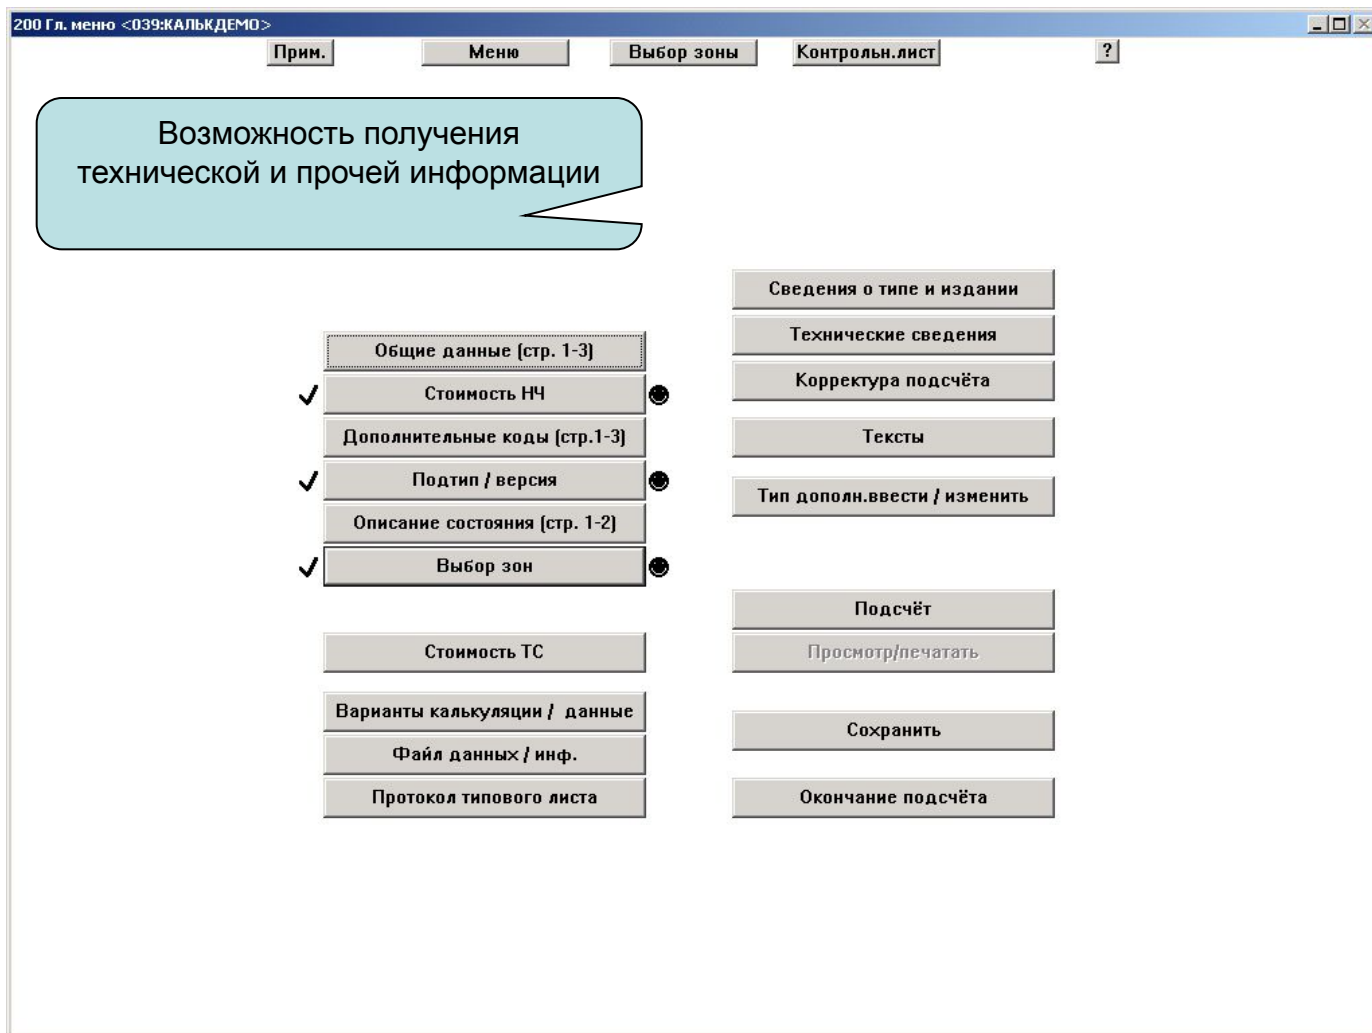 200 Гл. меню <039:КАЛЬКДЕМО>
Прим.
Меню
Выбор зоны
Контрольн.лист
?
Возможность получения
технической и прочей информации
Общие данные (стр. 1-3)
Стоимость НЧ
Дополнительные коды (стр.1-3)
Подтип / версия
Описание состояния (стр. 1-2)
Выбор зон
Стоимость ТС
Варианты калькуляции / данные
Файл данных / инф.
Протокол типового листа
Сведения о типе и издании
Технические сведения
Корректура подсчёта
Тексты
Тип дополн.ввести / изменить
Подсчёт
Просмотр/печатать
Сохранить
Окончание подсчёта